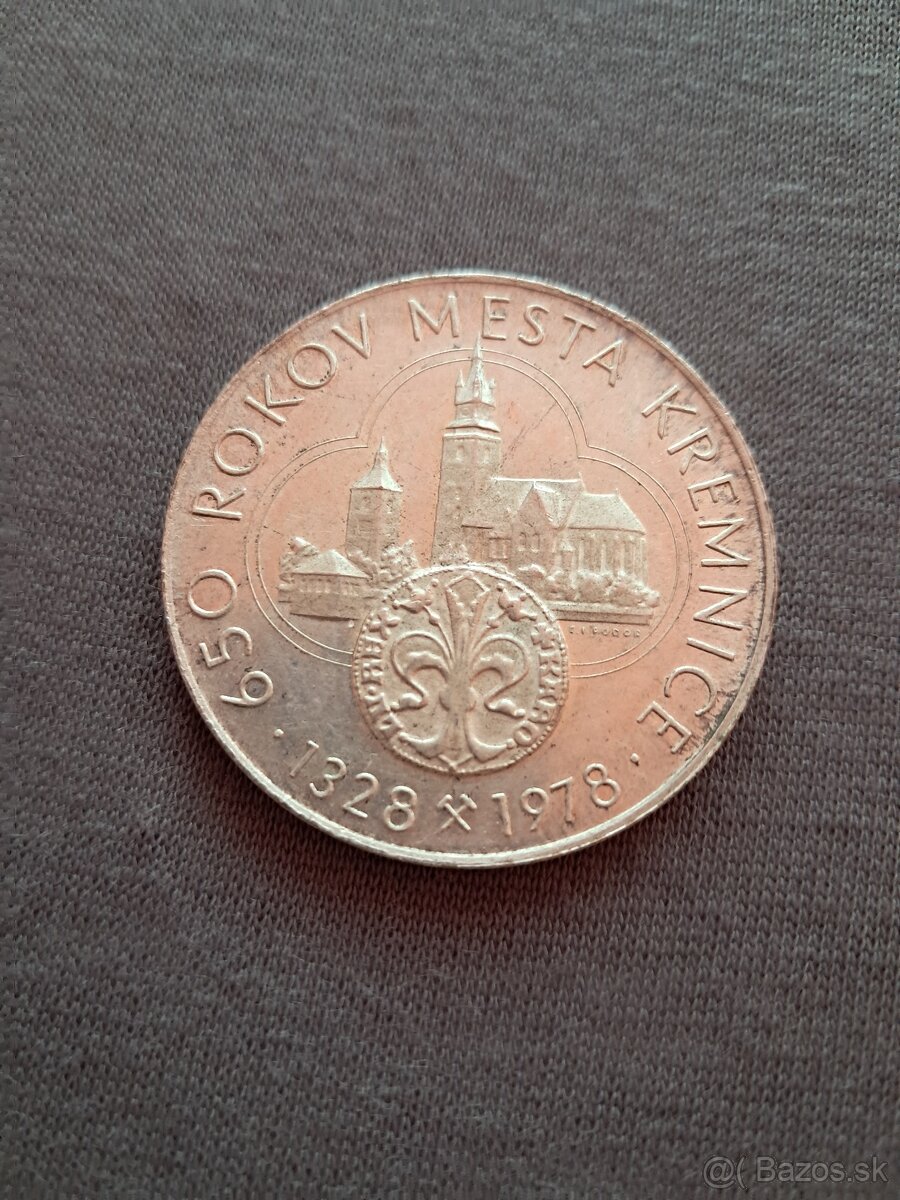 650 ROKOV MESTA KREMNICE
· 1328 ⚒ 1978 ·
@( Bazos.sk